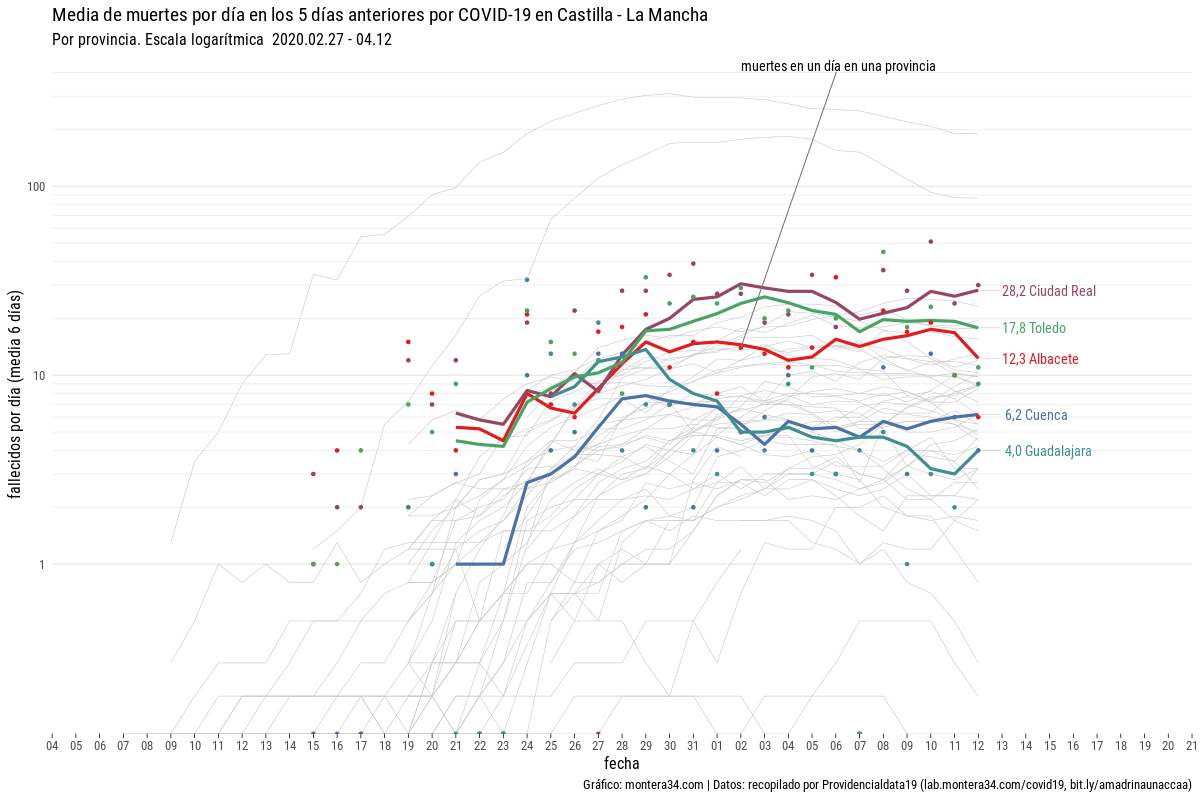 Media de muertes por día en los 5 días anteriores por COVID-19 en Castilla - La Mancha
Por provincia. Escala logarítmica 2020.02.27 - 04.12
muertes en un día en una provincia
fallecidos por día (media 6 días)
100
10
1
28,2 Ciudad Real
17,8 Toledo
12,3 Albacete
6,2 Cuenca
4,0 Guadalajara
04 05 06 07 08 09 10 11 12 13 14 15 16 17 18 19 20 21 22 23 24 25 26 27 28 29 30 31 01 02 03 04 05 06 07 08 09 10 11 12 13 14 15 16 17 18 19 20 21
fecha
Gráfico: montera34.com | Datos: recopilado por Providencialdata19 (lab.montera34.com/covid19, bit.ly/amadrinaunaccaa)